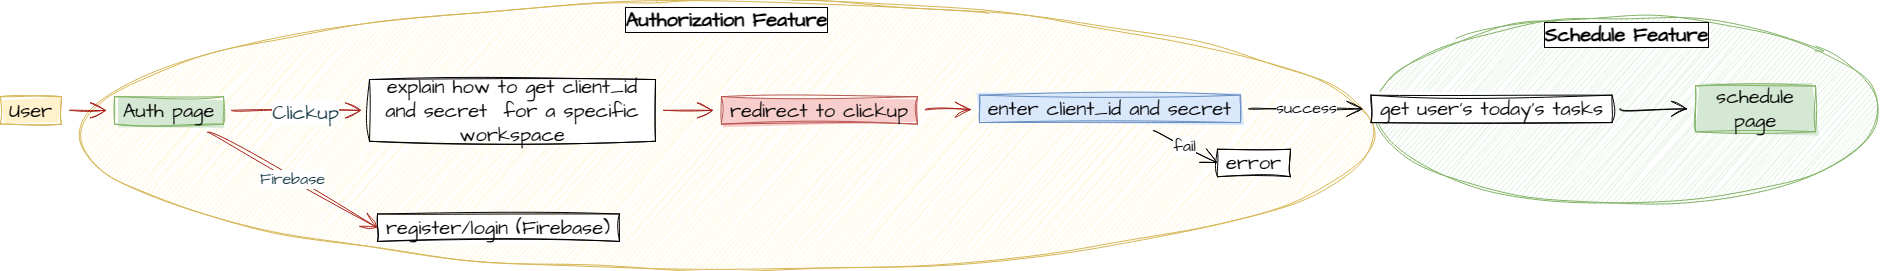 Authorization Feature
Schedule Feature
User
Auth page
Clickup
explain how to get client_id
and secret for a specific
workspace
redirect to clickup
enter client_id and secret
success
get user's today's tasks
schedule
page
fail
error
Firebase
register/login (Firebase)